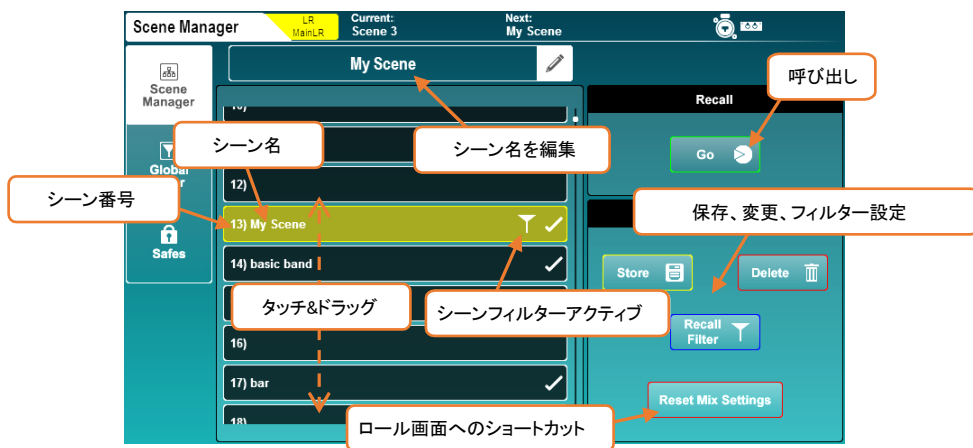 Scene Manager
LR
MainLR
Current:
Scene 3
Next:
My Scene
Scene
Manager
My Scene
呼び出し
Recall
シーン名
シーン名を編集
Go
Global
12)
シーン番号
13) My Scene
保存、変更、フィルター設定
Safes
14) basic band
Store
Delete
タッチ&ドラッグ
シーンフィルターアクティブ
Recall
Filter
16)
17) bar
Reset Mix Settings
18)
ロール画面へのショートカット